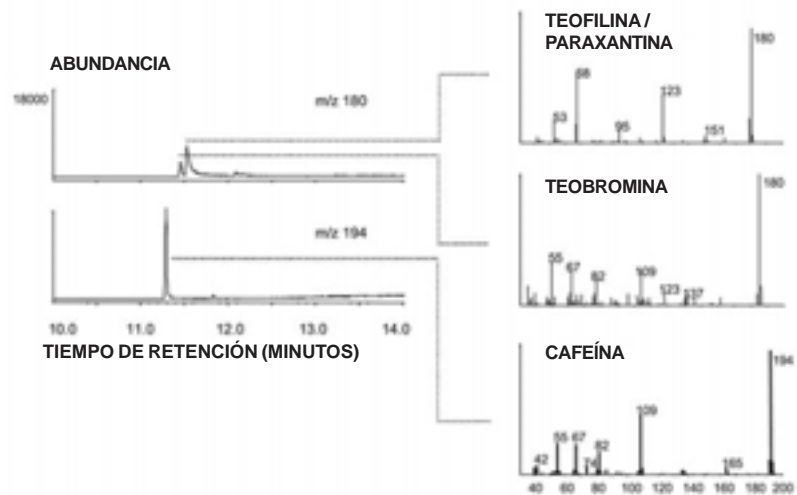 ABUNDANCIA
18000
m/z 180
m/z 194
10.0 11.0 12.0 13.0 14.0
TIEMPO DE RETENCIÓN (MINUTOS)
TEOFILINA /
PARAXANTINA
180
68
123
53
95
151
TEOBROMINA
180
55
67
82
109
123
137
CAFEÍNA
194
109
55
67
82
42
74
165
40 60 80 100 120 140 160 180 200